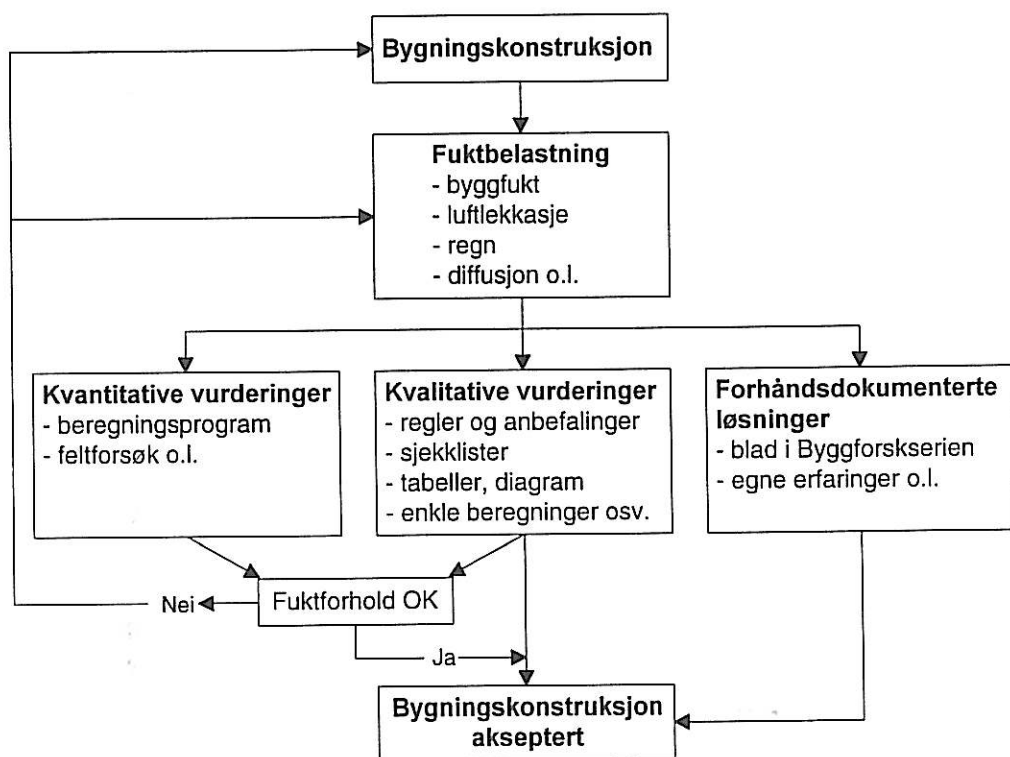 Bygningskonstruksjon
Fuktbelastning
- byggfukt
- luftlekkasje
- regn
- diffusjon o.l.
Kvantitative vurderinger
- beregningsprogram
- feltforsøk o.l.
Kvalitative vurderinger
- regler og anbefalinger
- sjekklister
- tabeller, diagram
- enkle beregninger osv.
Forhåndsdokumenterte
løsninger
- blad i Byggforskserien
- egne erfaringer o.l.
Fuktforhold OK
Nei
Ja
Bygningskonstruksjon
akseptert